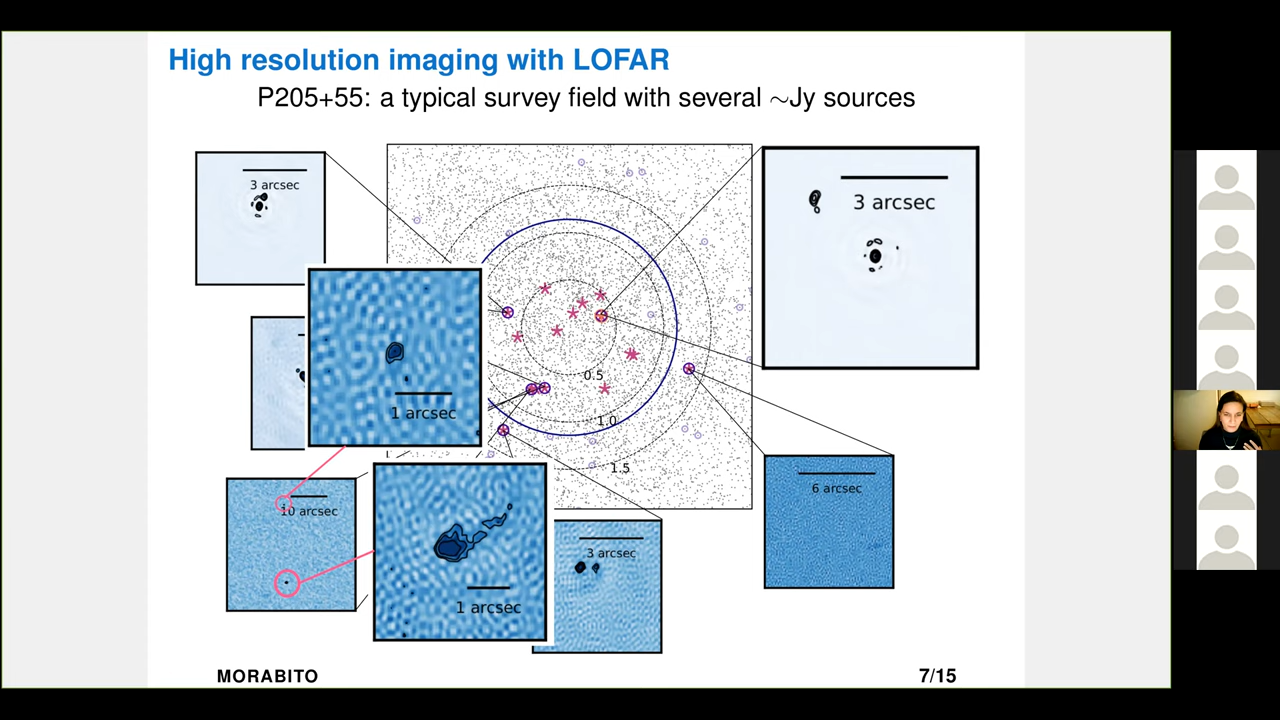 High resolution imaging with LOFAR
P205+55: a typical survey field with several ~Jy sources
3 arcsec
3 arcsec
1 arcsec
0.5
1.0
1.5
10 arcsec
1 arcsec
3 arcsec
6 arcsec
MORABITO
7/15